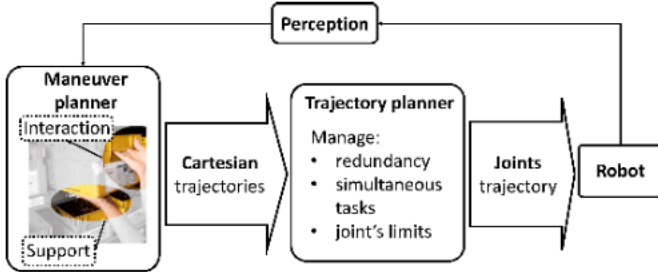 Perception
Maneuver
planner
Interaction
Support
Cartesian
trajectories
Trajectory planner
Manage:
• redundancy
• simultaneous
tasks
• joint's limits
Joints
trajectory
Robot